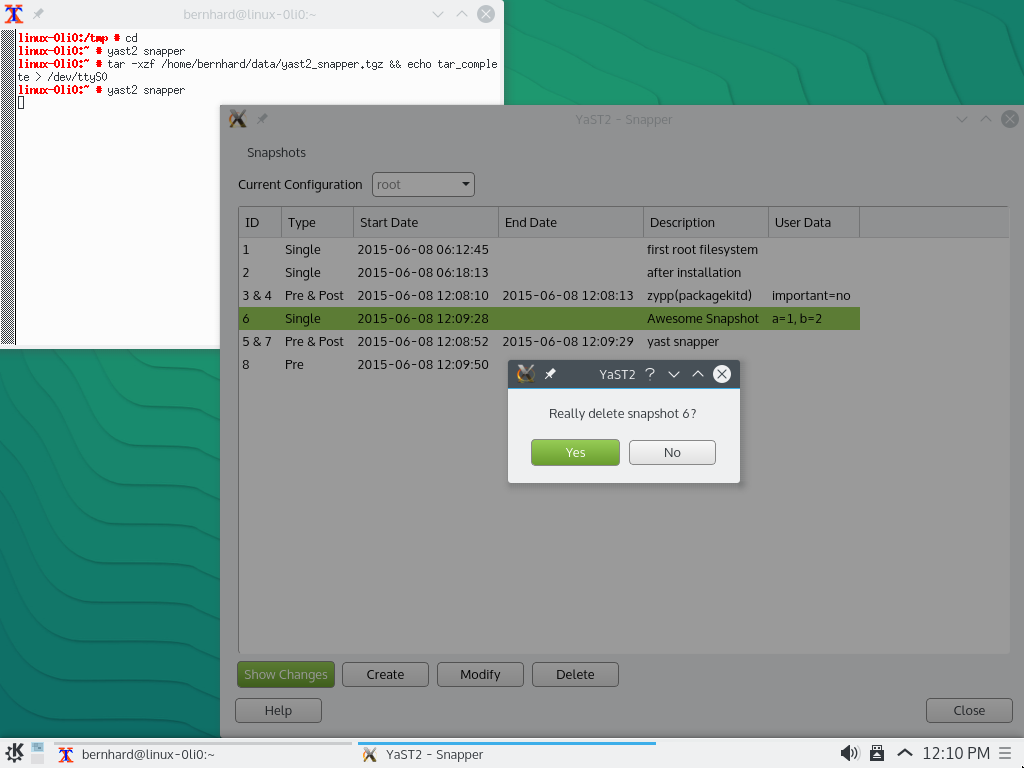 bernhard@linux-0li0:~
linux-0li0:/tmp # cd
linux-0li0:~ # yast2 snapper
linux-0li0:~ # tar -xzf /home/bernhard/data/yast2_snapper.tgz && echo tar_comple
te > /dev/ttyS0
linux-0li0:~ # yast2 snapper
YaST2 - Snapper
Snapshots
Current Configuration root
ID Type Start Date End Date Description User Data
1 Single 2015-06-08 06:12:45 first root filesystem
2 Single 2015-06-08 06:18:13 after installation
3 & 4 Pre & Post 2015-06-08 12:08:10 2015-06-08 12:08:13 zypp(packagekitd) important=no
6 Single 2015-06-08 12:09:28 Awesome Snapshot a=1, b=2
5 & 7 Pre & Post 2015-06-08 12:08:52 2015-06-08 12:09:29 yast snapper
8 Pre 2015-06-08 12:09:50
YaST2 ?
Really delete snapshot 6?
Yes No
Show Changes Create Modify Delete
Help Close
bernhard@linux-0li0:~ YaST2 - Snapper 12:10 PM